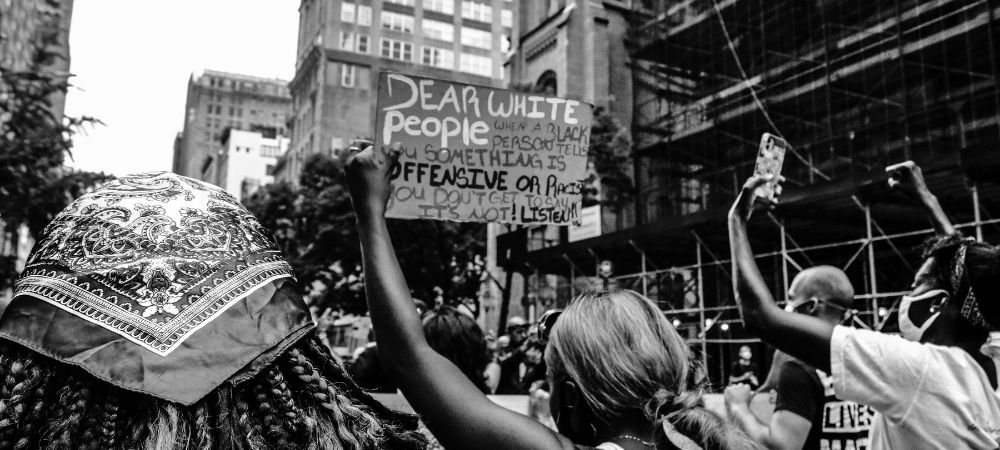 DEAR WHITE
PEOPLE WHEN A BLACK
PERSON TELLS
YOU SOMETHING IS
OFFENSIVE OR RACIST
YOU DON'T GET TO SAY
IT'S NOT! LISTEN!!
LIVES